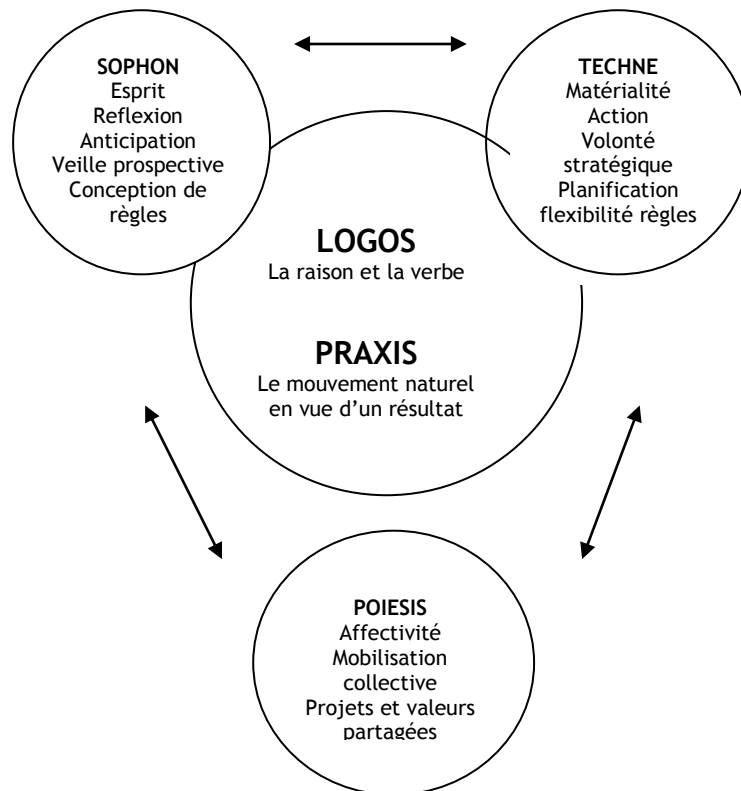 SOPHON
Esprit
Reflexion
Anticipation
Veille prospective
Conception de
règles
TECHNE
Matérialité
Action
Volonté
stratégique
Planification
flexibilité règles
LOGOS
La raison et la verbe
PRAXIS
Le mouvement naturel
en vue d’un résultat
POIESIS
Affectivité
Mobilisation
collective
Projets et valeurs
partagées